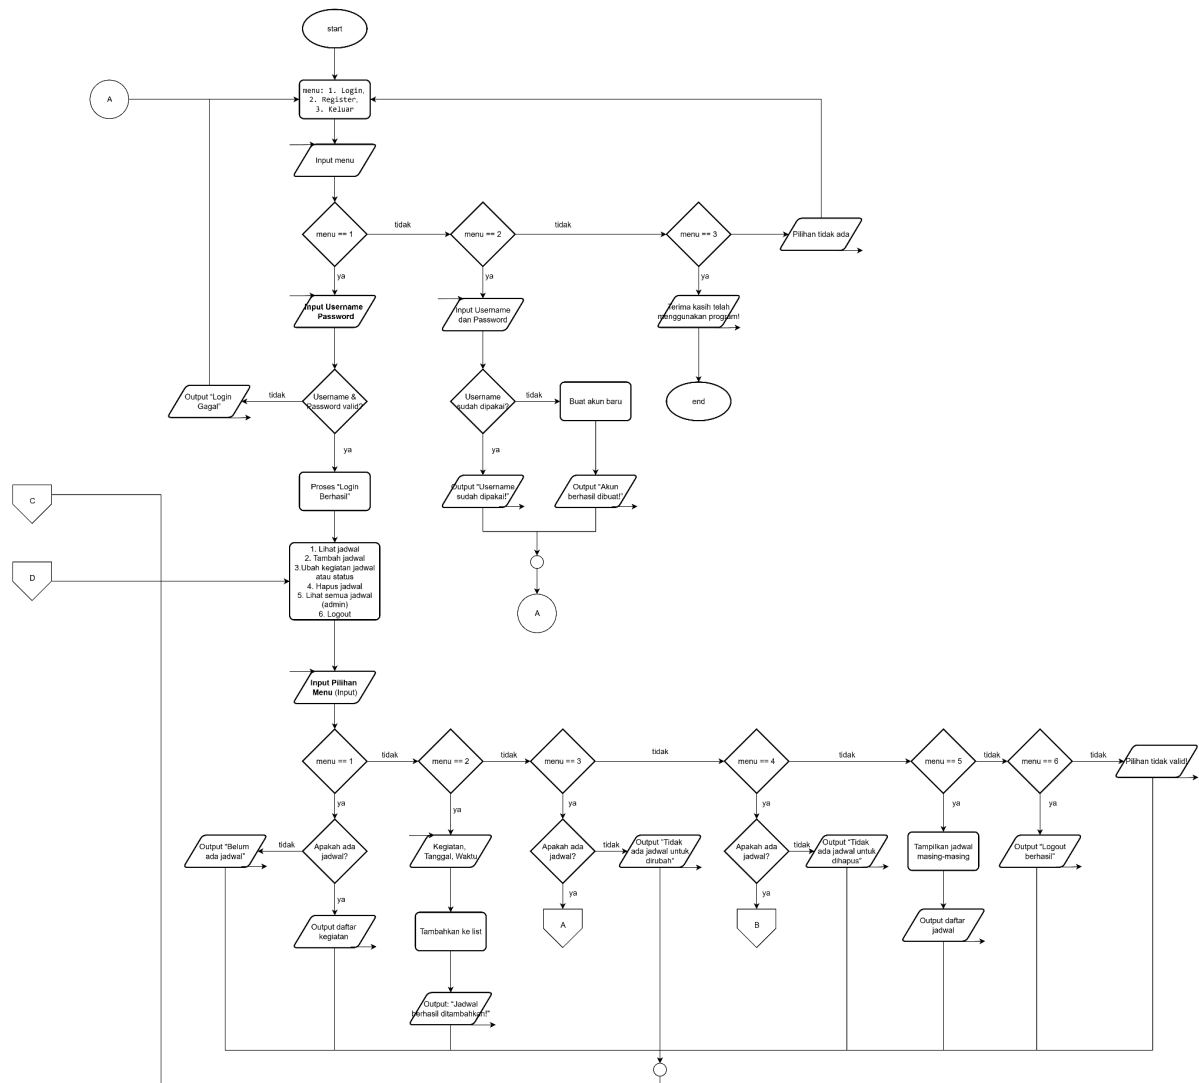 start
A
menu: 1. Login,
2. Register,
3. Keluar
Input menu
menu == 1
tidak
menu == 2
tidak
menu == 3
Pilihan tidak ada
ya
ya
ya
Input Username
Password
Input Username
dan Password
Terima kasih telah
menggunakan program!
Output "Login
Gagal"
tidak
Username &
Password valid?
Username
sudah dipakai?
tidak
Buat akun baru
end
ya
ya
Proses "Login
Berhasil"
Output "Username
sudah dipakai!"
Output "Akun
berhasil dibuat!"
C
D
1. Lihat jadwal
2. Tambah jadwal
3.Ubah kegiatan jadwal
atau status
4. Hapus jadwal
5. Lihat semua jadwal
(admin)
6. Logout
A
Input Pilihan
Menu (Input)
menu == 1
tidak
menu == 2
tidak
menu == 3
tidak
menu == 4
tidak
menu == 5
tidak
menu == 6
tidak
Pilihan tidak valid!
ya
ya
ya
ya
ya
ya
Output "Belum
ada jadwal"
tidak
Apakah ada
jadwal?
Kegiatan,
Tanggal, Waktu
Apakah ada
jadwal?
tidak
Output "Tidak
ada jadwal untuk
dirubah"
Apakah ada
jadwal?
tidak
Output "Tidak
ada jadwal untuk
dihapus"
Tampilkan jadwal
masing-masing
Output "Logout
berhasil"
ya
ya
ya
Output daftar
kegiatan
Tambahkan ke list
A
B
Output daftar
jadwal
Output: "Jadwal
berhasil ditambahkan!"